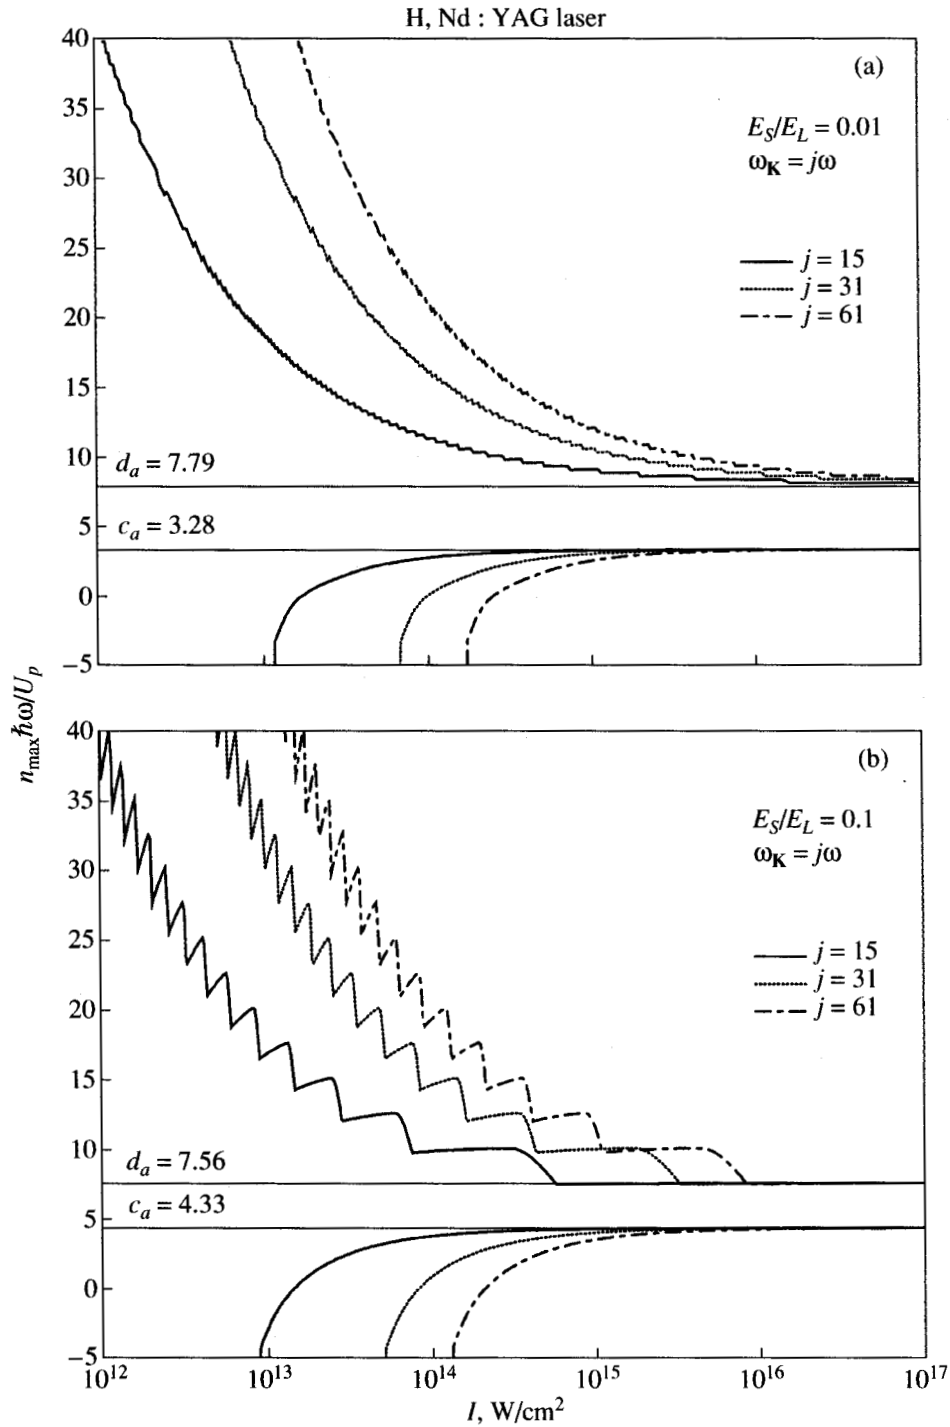 H, Nd : YAG laser
(a)
E_S/E_L = 0.01
ω_K = jω
j = 15
j = 31
j = 61
40
35
30
25
20
15
10
5
0
−5
d_a = 7.79
c_a = 3.28
n_max ℏω/U_p
(b)
E_S/E_L = 0.1
ω_K = jω
j = 15
j = 31
j = 61
40
35
30
25
20
15
10
5
0
−5
d_a = 7.56
c_a = 4.33
10^12 10^13 10^14 10^15 10^16 10^17
I, W/cm^2